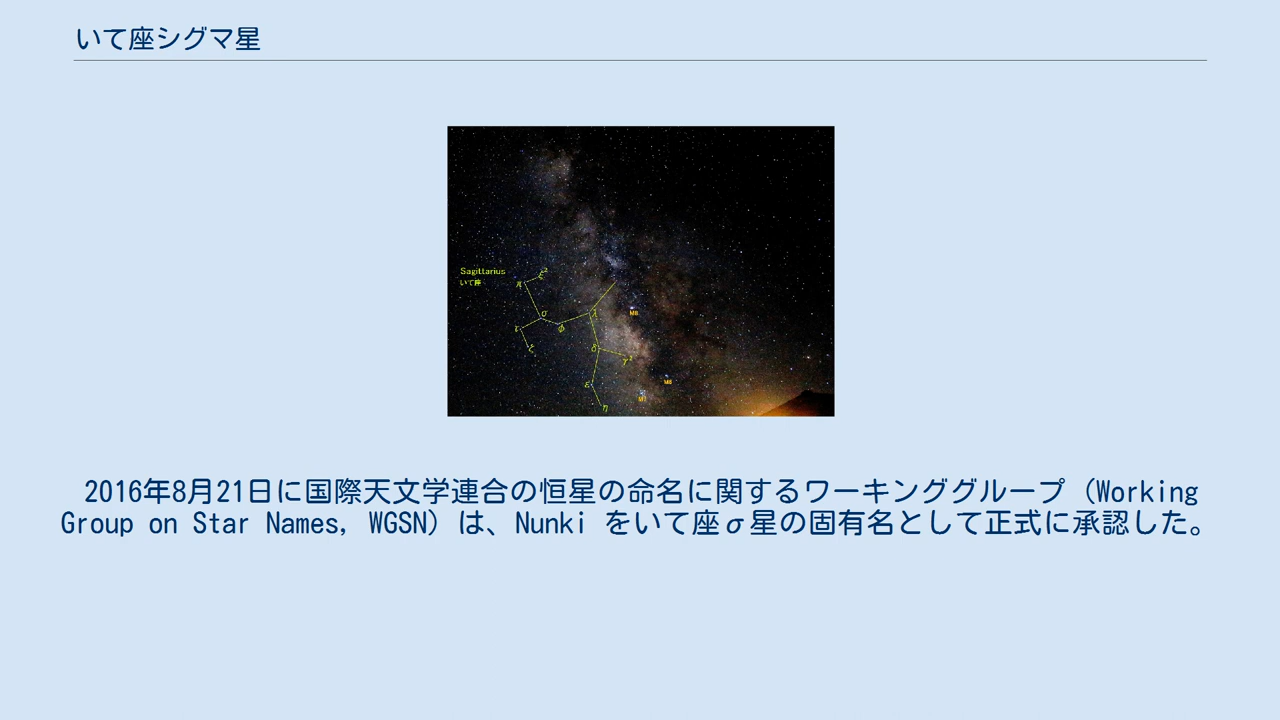 いて座シグマ星
Sagittarius
いて座
ξ²
π
σ
λ
M8
τ
φ
ζ
δ
γ²
ε
M6
M7
η
2016年8月21日に国際天文学連合の恒星の命名に関するワーキンググループ（Working
Group on Star Names, WGSN）は、Nunki をいて座σ星の固有名として正式に承認した。